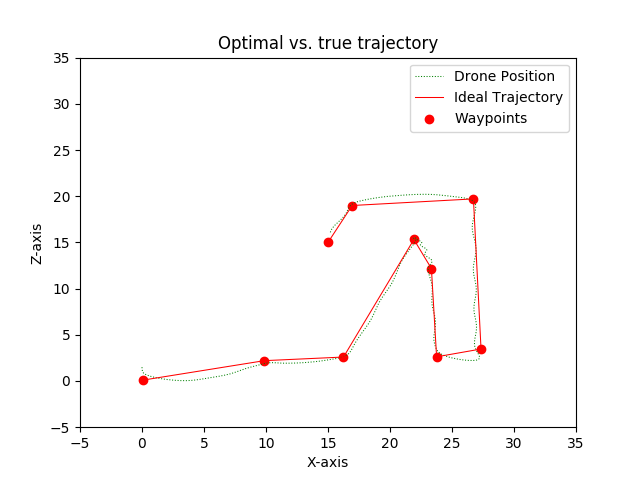 Optimal vs. true trajectory
Drone Position
Ideal Trajectory
Waypoints
35
30
25
20
15
10
5
0
−5
Z-axis
−5 0 5 10 15 20 25 30 35
X-axis